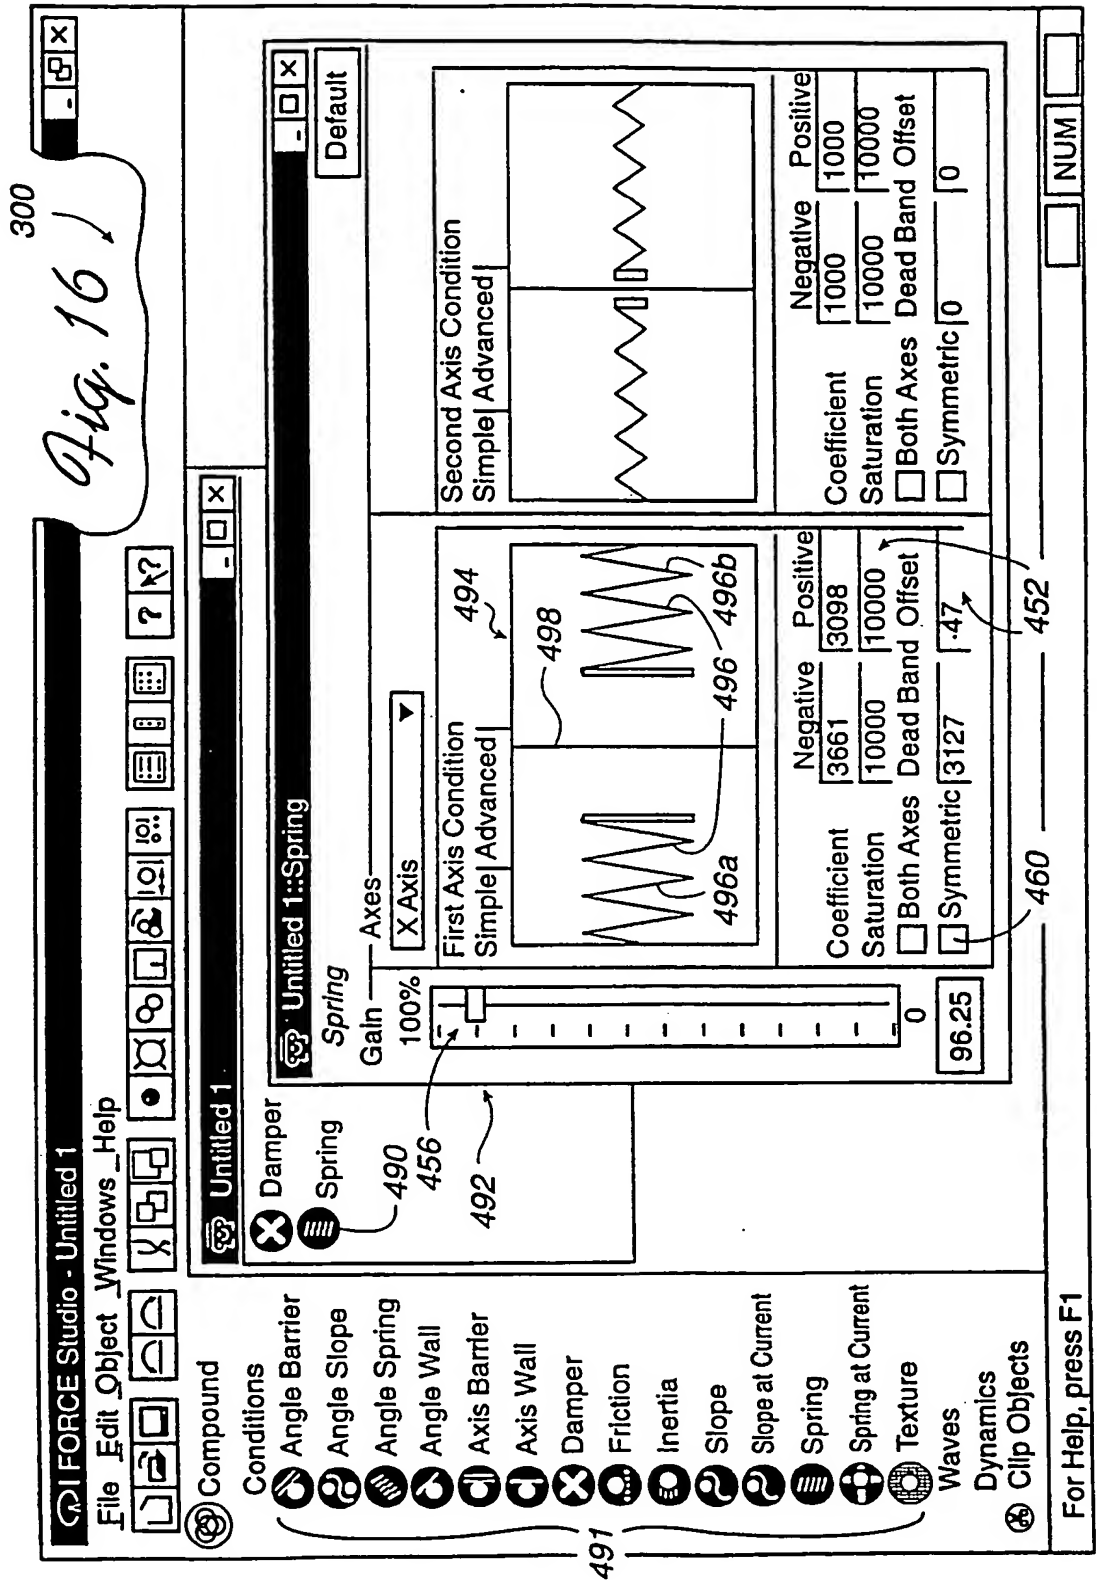 Fig. 16
300
I FORCE Studio - Untitled 1
File Edit Object Windows Help
? ?
Compound
Conditions
Angle Barrier
Angle Slope
Angle Spring
Angle Wall
Axis Barrier
Axis Wall
Damper
Friction
Inertia
Slope
Slope at Current
Spring
Spring at Current
Texture
Waves
Dynamics
Clip Objects
491
Untitled 1
Damper
Spring
490
456
492
Untitled 1::Spring
Spring
Default
Gain
100%
0
96.25
Axes
X Axis
First Axis Condition
Simple Advanced
494
498
496a
496
496b
Negative Positive
Coefficient 3661 3098
Saturation 10000 10000
Both Axes Dead Band Offset
Symmetric 3127 -47
460
452
Second Axis Condition
Simple Advanced
Negative Positive
Coefficient 1000 1000
Saturation 10000 10000
Both Axes Dead Band Offset
Symmetric 0 0
For Help, press F1
NUM